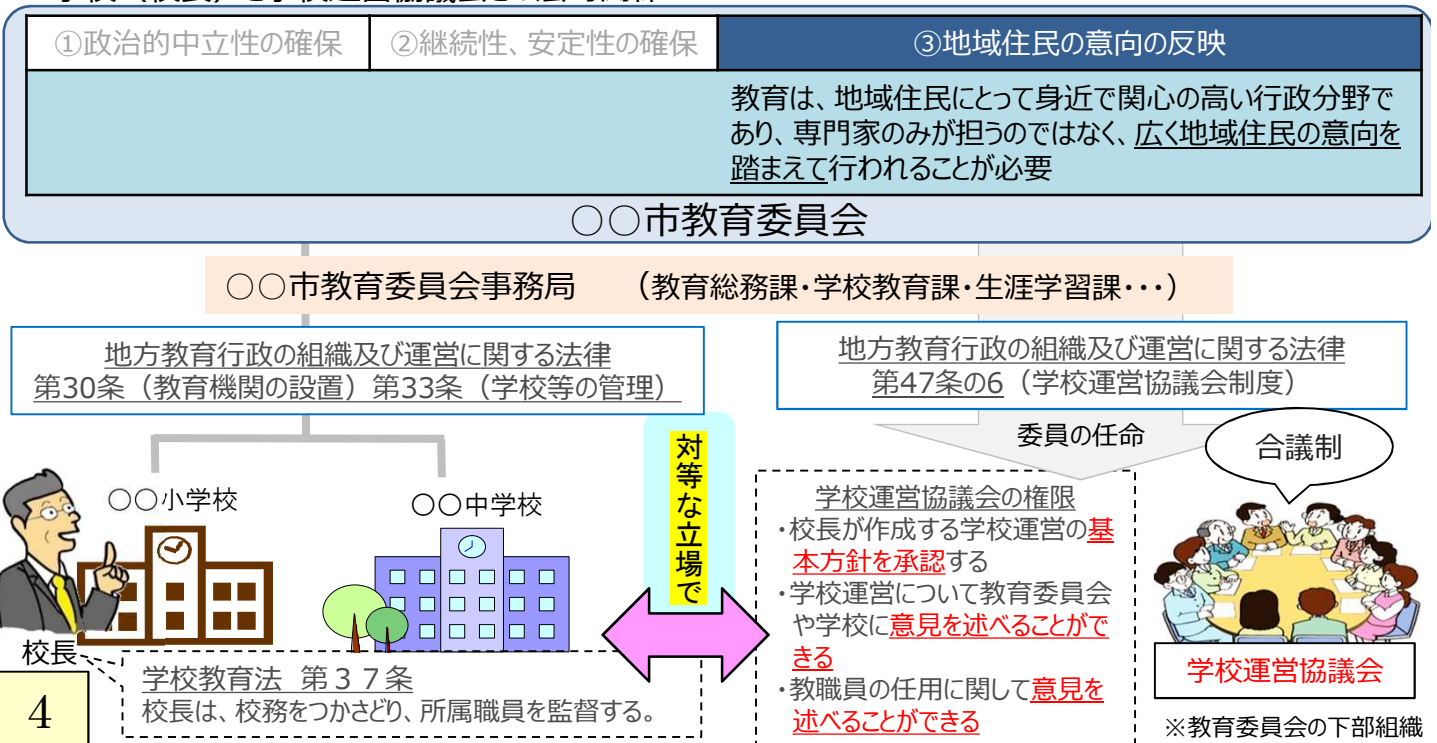 ①政治的中立性の確保
②継続性、安定性の確保
③地域住民の意向の反映
教育は、地域住民にとって身近で関心の高い行政分野で
あり、専門家のみが担うのではなく、広く地域住民の意向を
踏まえて行われることが必要
○○市教育委員会
○○市教育委員会事務局　（教育総務課・学校教育課・生涯学習課・・・）
地方教育行政の組織及び運営に関する法律
第30条（教育機関の設置）第33条（学校等の管理）
地方教育行政の組織及び運営に関する法律
第47条の6（学校運営協議会制度）
委員の任命
合議制
対等な立場で
○○小学校
○○中学校
校長
学校教育法　第３７条
校長は、校務をつかさどり、所属職員を監督する。
学校運営協議会の権限
・校長が作成する学校運営の基
本方針を承認する
・学校運営について教育委員会
や学校に意見を述べることがで
きる
・教職員の任用に関して意見を
述べることができる
学校運営協議会
※教育委員会の下部組織
4